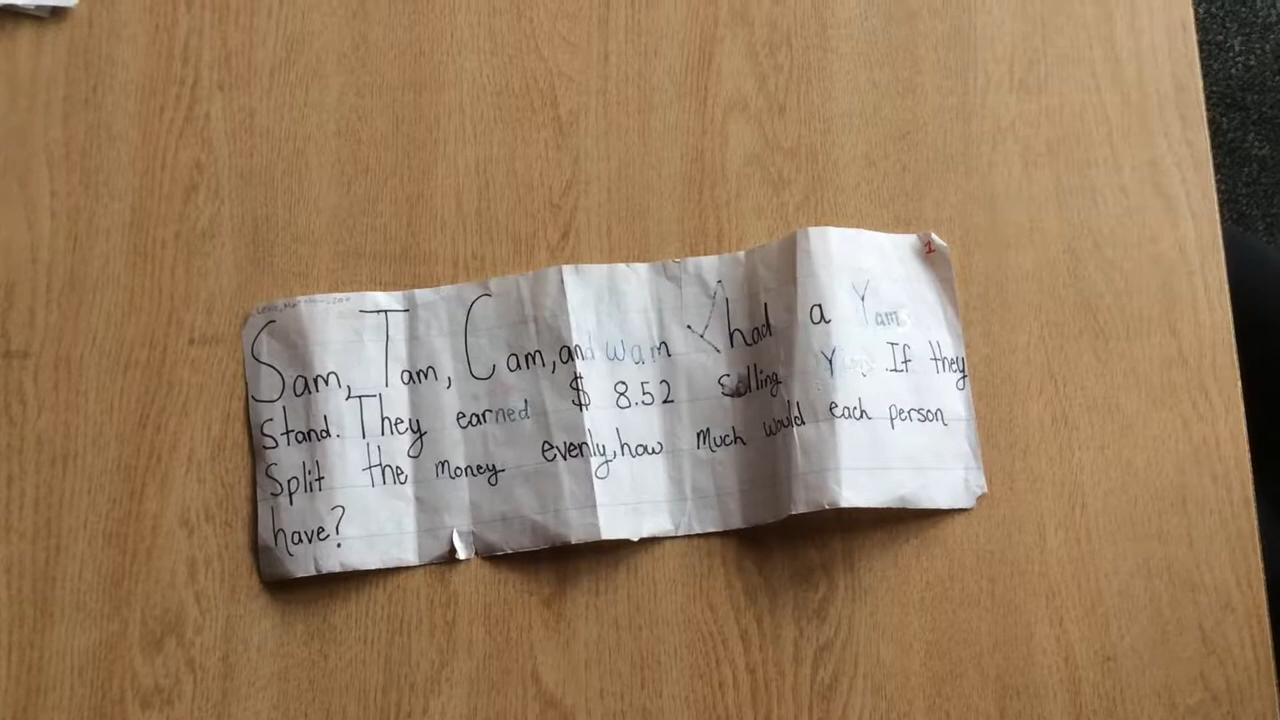 1
Sam, Tam, Cam, and wam Y had a Yam
Stand. They earned $ 8.52 Selling Yams. If they
Split the money evenly, how Much would each person
have?